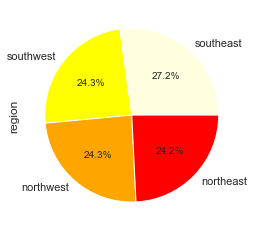 southeast
southwest
27.2%
24.3%
region
24.3%
24.2%
northwest
northeast